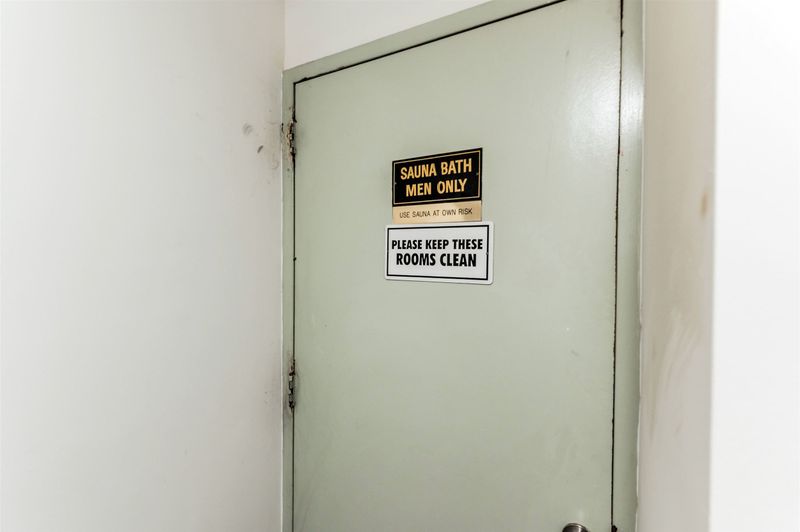 SAUNA BATH
MEN ONLY
USE SAUNA AT OWN RISK
PLEASE KEEP THESE
ROOMS CLEAN